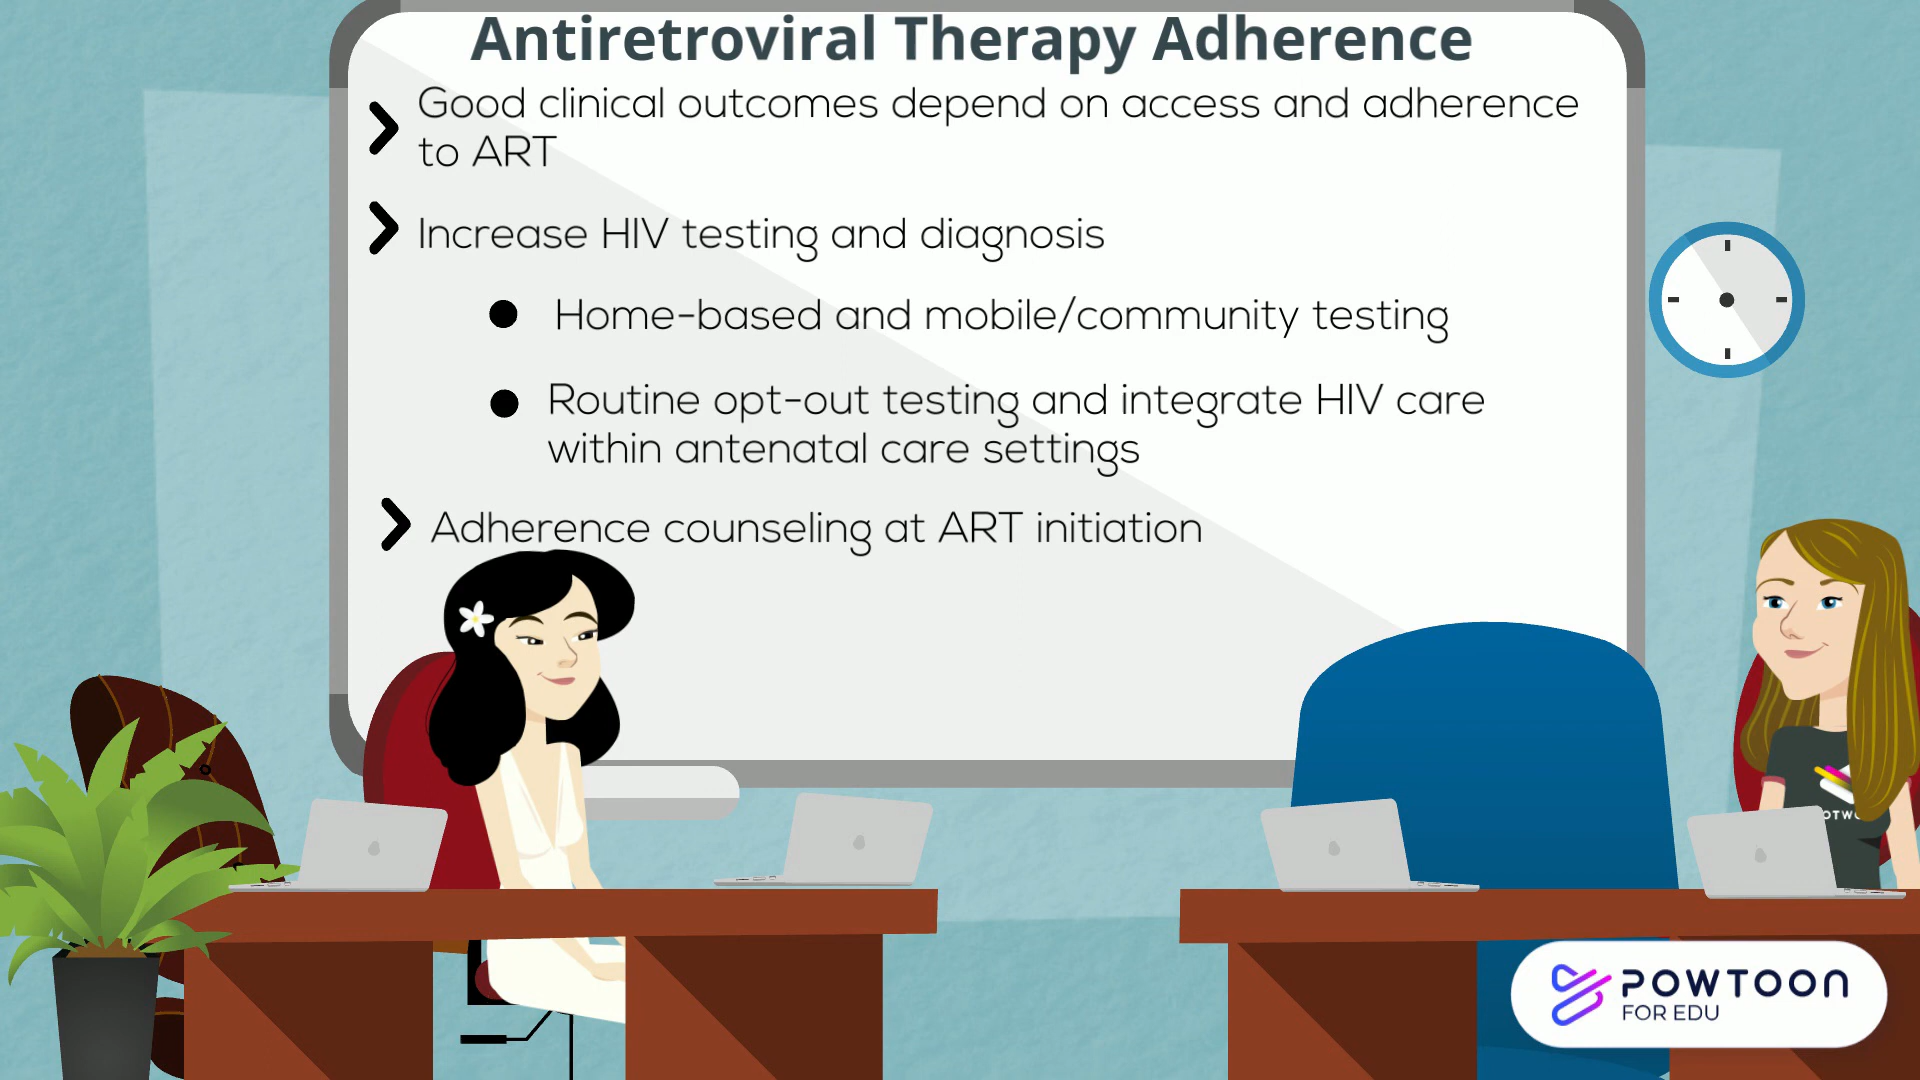 Antiretroviral Therapy Adherence
Good clinical outcomes depend on access and adherence
to ART
Increase HIV testing and diagnosis
Home-based and mobile/community testing
Routine opt-out testing and integrate HIV care
within antenatal care settings
Adherence counseling at ART initiation
POWTOON
FOR EDU